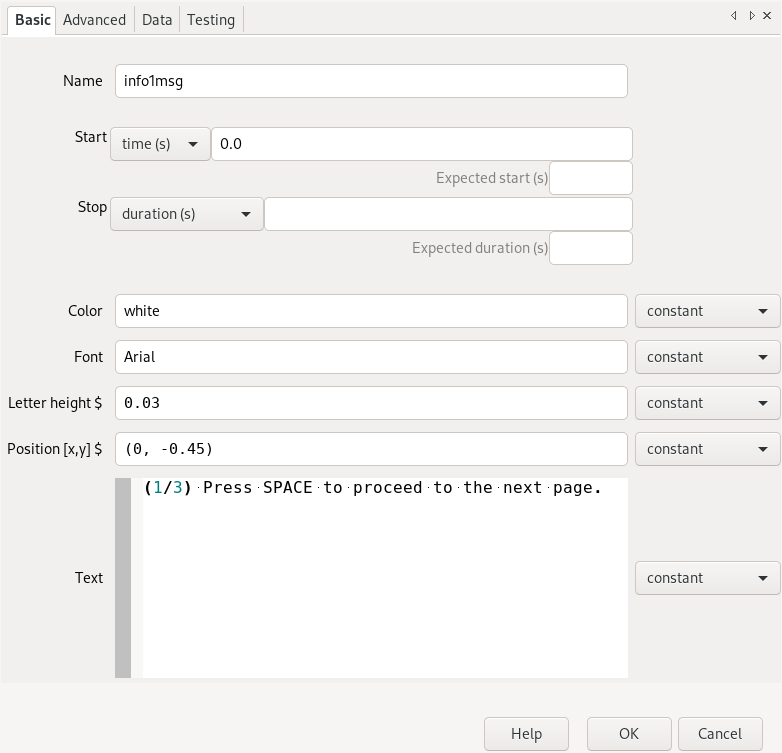 Basic Advanced Data Testing
Name info1msg
Start time (s) 0.0
Expected start (s)
Stop duration (s)
Expected duration (s)
Color white constant
Font Arial constant
Letter height $ 0.03 constant
Position [x,y] $ (0, -0.45) constant
(1/3) Press SPACE to proceed to the next page.
Text constant
Help OK Cancel